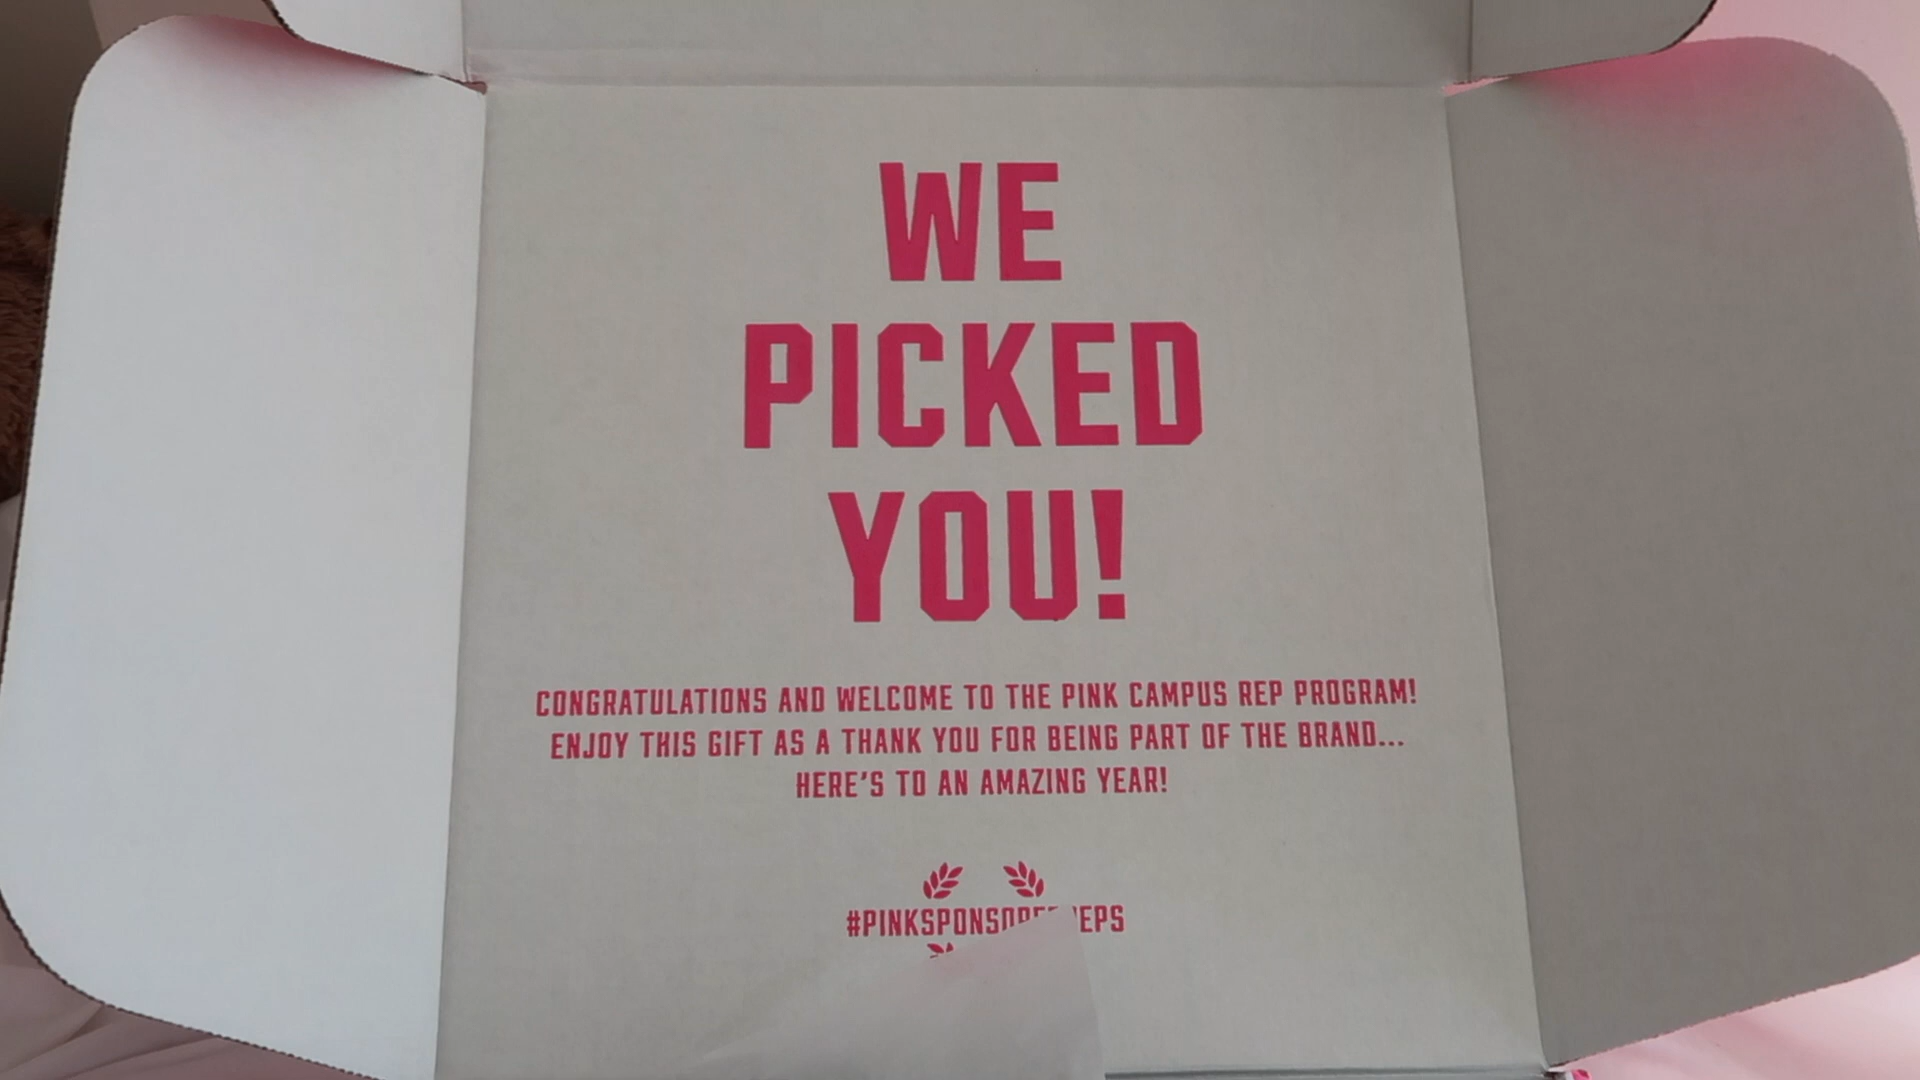 WE
PICKED
YOU!
CONGRATULATIONS AND WELCOME TO THE PINK CAMPUS REP PROGRAM!
ENJOY THIS GIFT AS A THANK YOU FOR BEING PART OF THE BRAND...
HERE'S TO AN AMAZING YEAR!